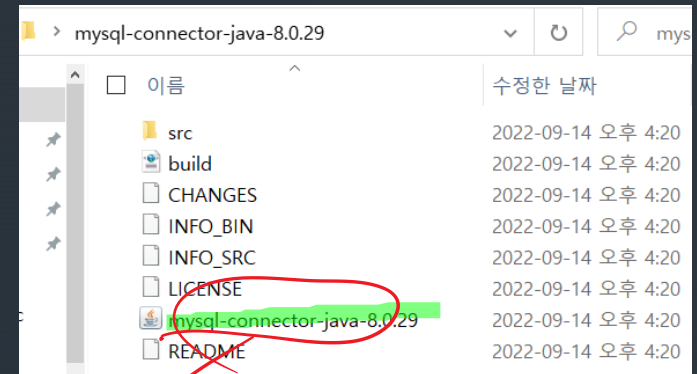 mysql-connector-java-8.0.29
mys
이름 수정한 날짜
src 2022-09-14 오후 4:20
build 2022-09-14 오후 4:20
CHANGES 2022-09-14 오후 4:20
INFO_BIN 2022-09-14 오후 4:20
INFO_SRC 2022-09-14 오후 4:20
LICENSE 2022-09-14 오후 4:20
mysql-connector-java-8.0.29 2022-09-14 오후 4:20
README 2022-09-14 오후 4:20